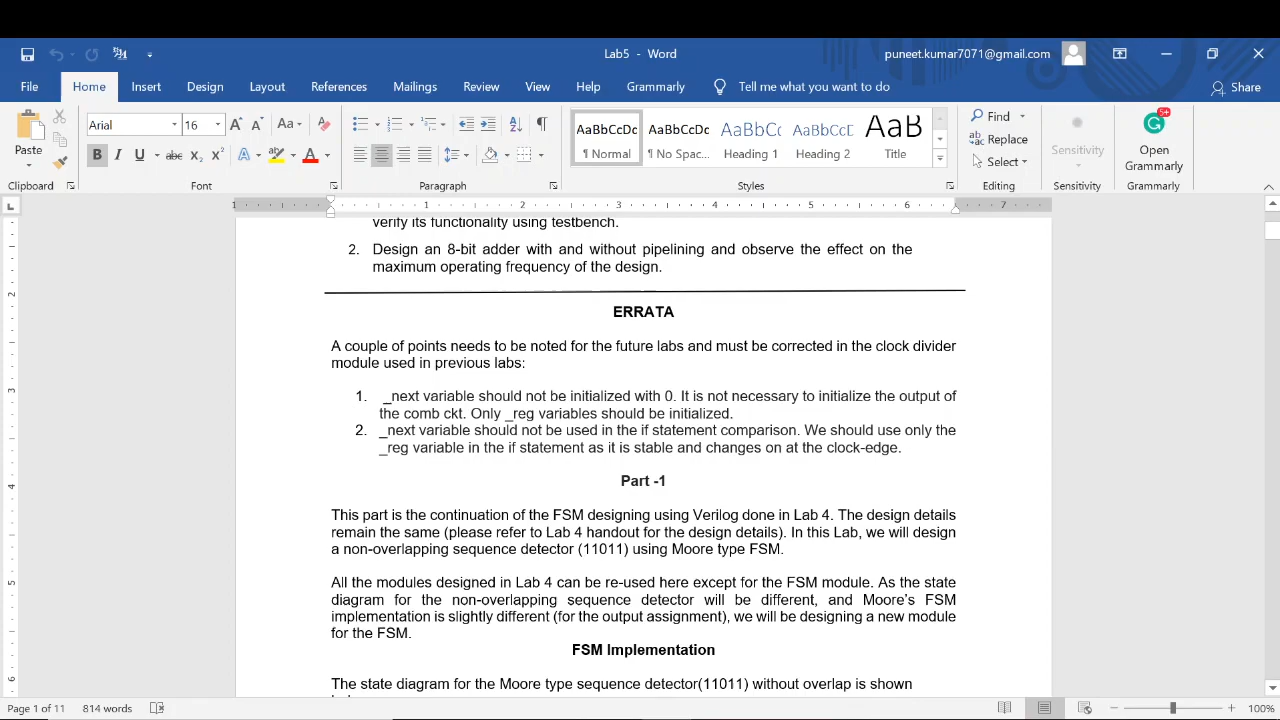 Lab5 - Word
puneet.kumar7071@gmail.com
File Home Insert Design Layout References Mailings Review View Help Grammarly Tell me what you want to do Share
Paste
Clipboard
Arial 16 Aa
B I U abc x2 x2 A A
Font
Paragraph
AaBbCcDc AaBbCcDc AaBbCc AaBbCcE AaB
¶ Normal ¶ No Spac... Heading 1 Heading 2 Title
Styles
Find
Replace
Select
Editing
Sensitivity
Sensitivity
Open Grammarly
Grammarly
1 1 2 3 4 5 6 7
verify its functionality using testbench.
2. Design an 8-bit adder with and without pipelining and observe the effect on the
maximum operating frequency of the design.
ERRATA
A couple of points needs to be noted for the future labs and must be corrected in the clock divider
module used in previous labs:
1. _next variable should not be initialized with 0. It is not necessary to initialize the output of
the comb ckt. Only _reg variables should be initialized.
2. _next variable should not be used in the if statement comparison. We should use only the
_reg variable in the if statement as it is stable and changes on at the clock-edge.
Part -1
This part is the continuation of the FSM designing using Verilog done in Lab 4. The design details
remain the same (please refer to Lab 4 handout for the design details). In this Lab, we will design
a non-overlapping sequence detector (11011) using Moore type FSM.
All the modules designed in Lab 4 can be re-used here except for the FSM module. As the state
diagram for the non-overlapping sequence detector will be different, and Moore's FSM
implementation is slightly different (for the output assignment), we will be designing a new module
for the FSM.
FSM Implementation
The state diagram for the Moore type sequence detector(11011) without overlap is shown
Page 1 of 11 814 words
100%